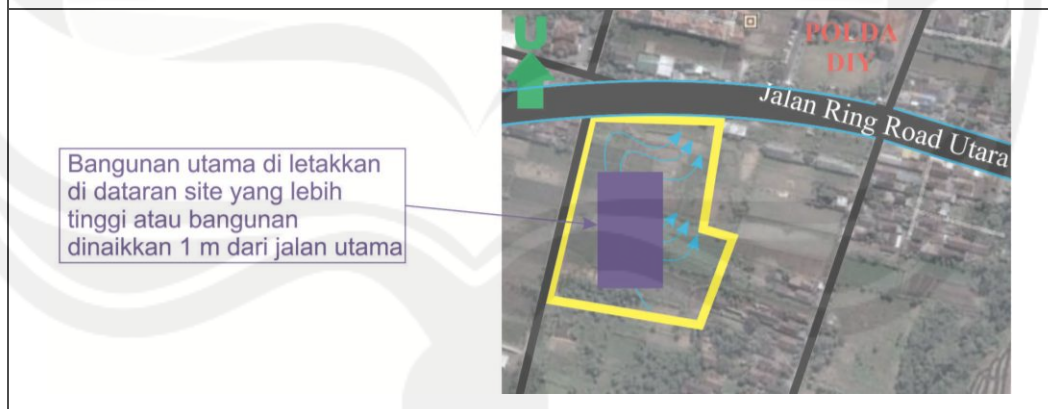 Bangunan utama di letakkan
di dataran site yang lebih
tinggi atau bangunan
dinaikkan 1 m dari jalan utama
U
POLDA
DIY
Jalan Ring Road Utara